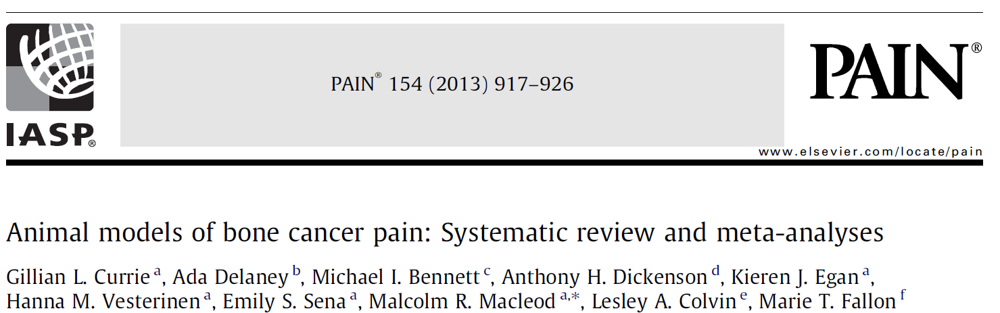 IASP®
PAIN® 154 (2013) 917–926
PAIN®
www.elsevier.com/locate/pain
Animal models of bone cancer pain: Systematic review and meta-analyses
Gillian L. Currie a, Ada Delaney b, Michael I. Bennett c, Anthony H. Dickenson d, Kieren J. Egan a,
Hanna M. Vesterinen a, Emily S. Sena a, Malcolm R. Macleod a,*, Lesley A. Colvin e, Marie T. Fallon f